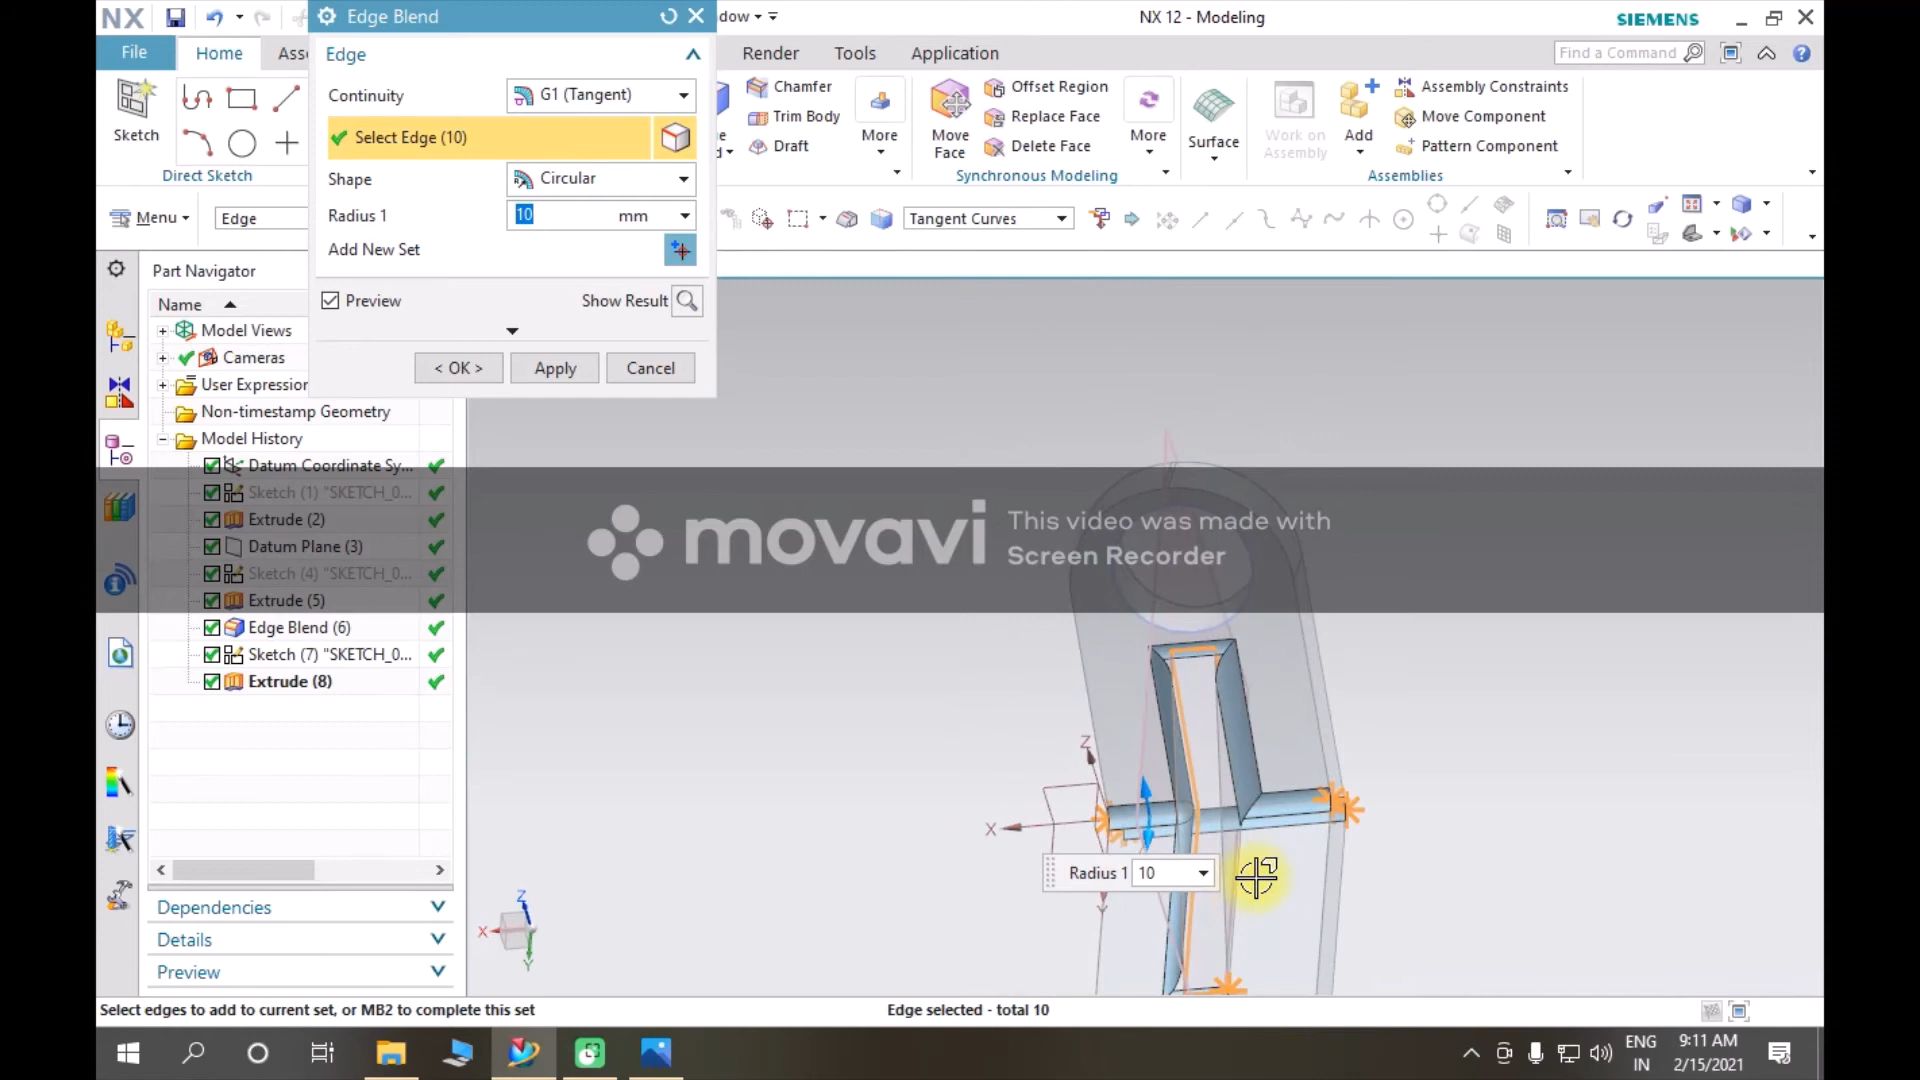 NX
Edge Blend
dow
NX 12 - Modeling
SIEMENS
File
Home
Ass
Render
Tools
Application
Find a Command
Edge
Continuity
G1 (Tangent)
Select Edge (10)
Shape
Circular
Radius 1
10
mm
Add New Set
Preview
Show Result
< OK >
Apply
Cancel
Sketch
Direct Sketch
Chamfer
Trim Body
Draft
More
Move
Face
Offset Region
Replace Face
Delete Face
More
Synchronous Modeling
Surface
Work on
Assembly
Add
Assembly Constraints
Move Component
Pattern Component
Assemblies
Menu
Edge
Tangent Curves
Part Navigator
Name
Model Views
Cameras
User Expression
Non-timestamp Geometry
Model History
Datum Coordinate Sy...
Sketch (1) "SKETCH_0...
Extrude (2)
Datum Plane (3)
Sketch (4) "SKETCH_0...
Extrude (5)
Edge Blend (6)
Sketch (7) "SKETCH_0...
Extrude (8)
movavi
This video was made with
Screen Recorder
Z
X
Y
Radius 1
10
Z
X
Y
Dependencies
Details
Preview
Select edges to add to current set, or MB2 to complete this set
Edge selected - total 10
ENG
IN
9:11 AM
2/15/2021